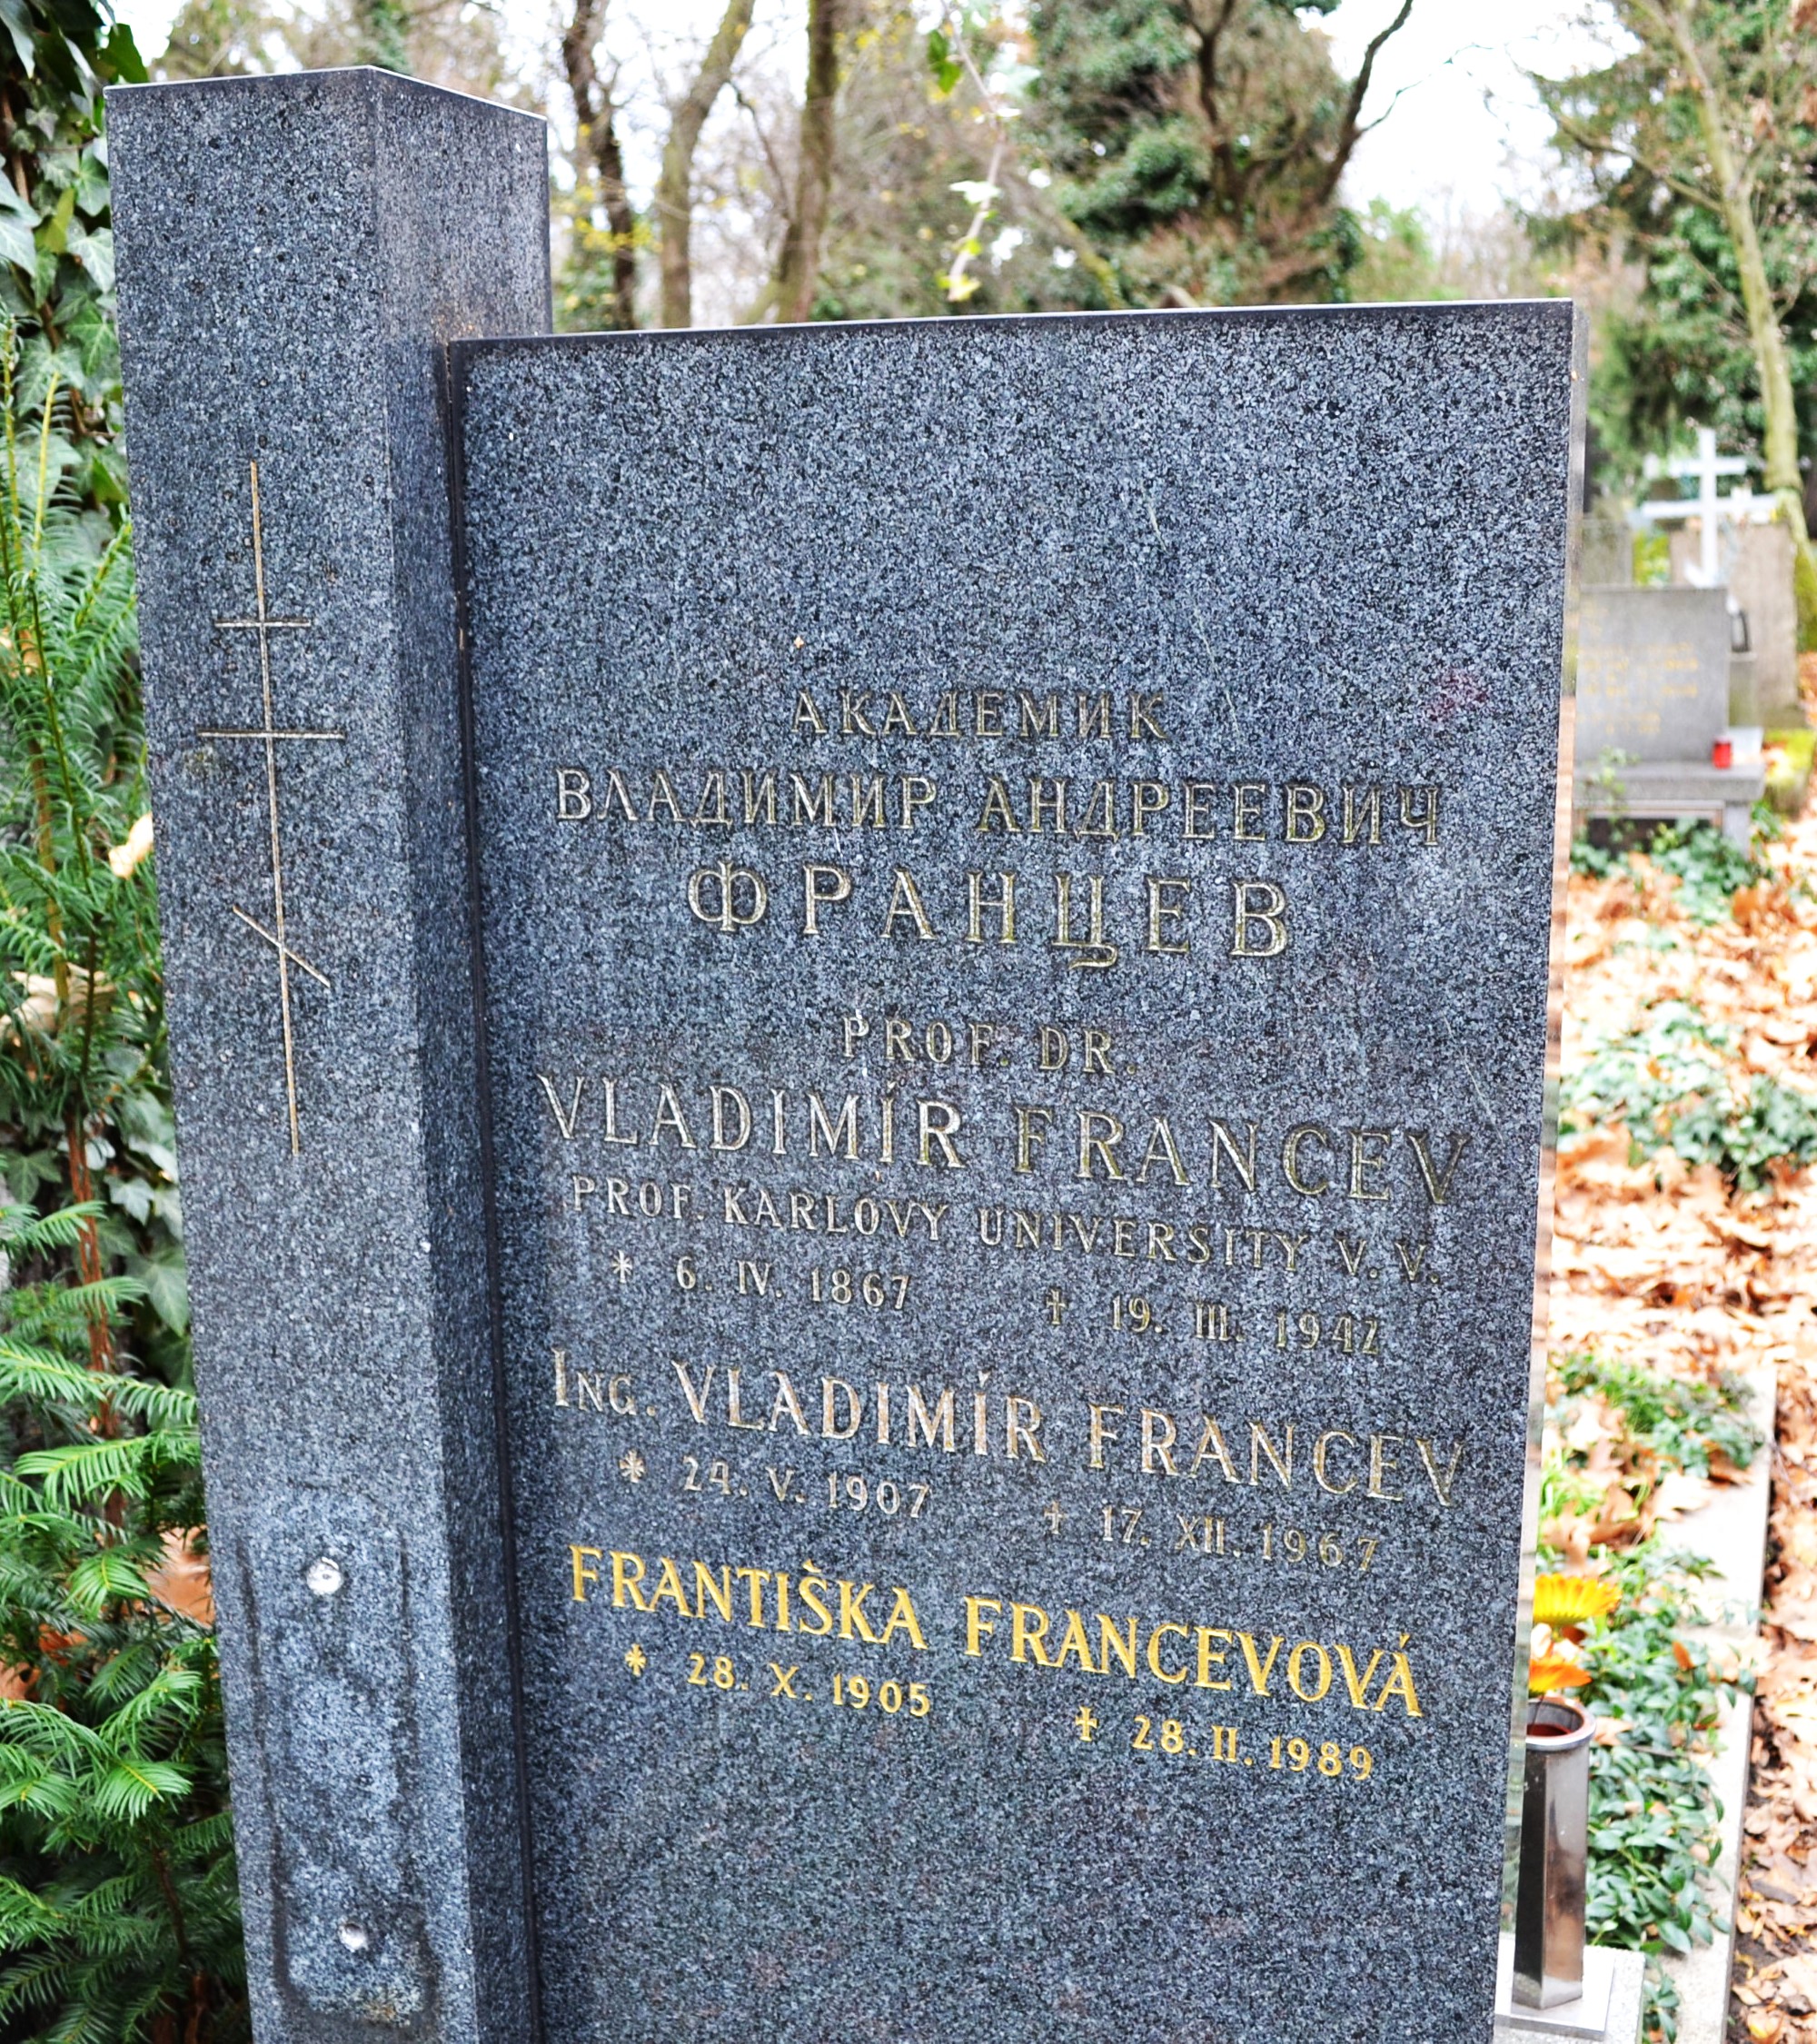 АКАДЕМИК
ВЛАДИМИР АНДРЕЕВИЧ
ФРАНЦЕВ
PROF. DR.
VLADIMÍR FRANCEV
PROF. KARLOVY UNIVERSITY V. V.
* 6. IV. 1867 † 19. III. 1942
ING. VLADIMÍR FRANCEV
* 24. V. 1907 † 17. XII. 1967
FRANTIŠKA FRANCEVOVÁ
* 28. X. 1905 † 28. II. 1989